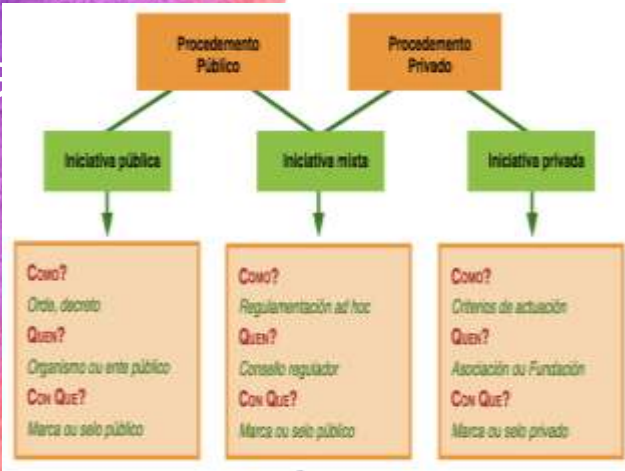 Procedemento
Público
Procedemento
Privado
Iniciativa pública
Iniciativa mixta
Iniciativa privada
Como?
Orde, decreto
Quen?
Organismo ou ente público
Con Que?
Marca ou selo público
Como?
Regulamentación ad hoc
Quen?
Consello regulador
Con Que?
Marca ou selo público
Como?
Criterios de actuación
Quen?
Asociación ou Fundación
Con Que?
Marca ou selo privado